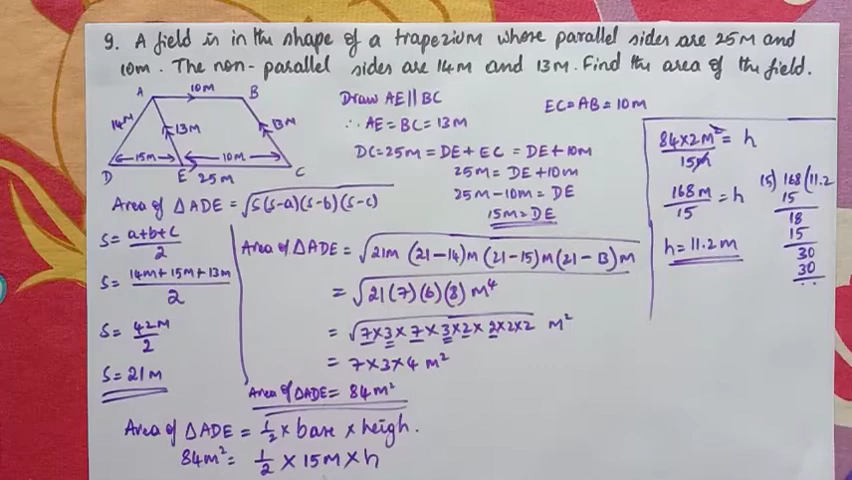 9. A field is in the shape of a trapezium whose parallel sides are 25M and
10m. The non-parallel sides are 14M and 13M. Find the area of the field.
A 10M B
14M 13M 13M
15M 10M
D E 25M C
Draw AE||BC
∴ AE = BC = 13M
EC = AB = 10M
DC = 25M = DE + EC = DE + 10M
25M = DE + 10M
25M - 10M = DE
15M = DE
Area of △ADE = √s(s-a)(s-b)(s-c)
S = a+b+c/2
S = 14M+15M+13M/2
S = 42M/2
S = 21M
Area of △ADE = √21M (21-14)M (21-15)M (21-13)M
= √21(7)(6)(8) M⁴
= √7×3×7×3×2×2×2×2 M²
= 7×3×4 M²
Area of △ADE = 84M²
Area of △ADE = 1/2 × base × heigh.
84M² = 1/2 × 15M × h
84×2M²/15M = h
168M/15 = h
h = 11.2M
15) 168 (11.2
15
18
15
30
30